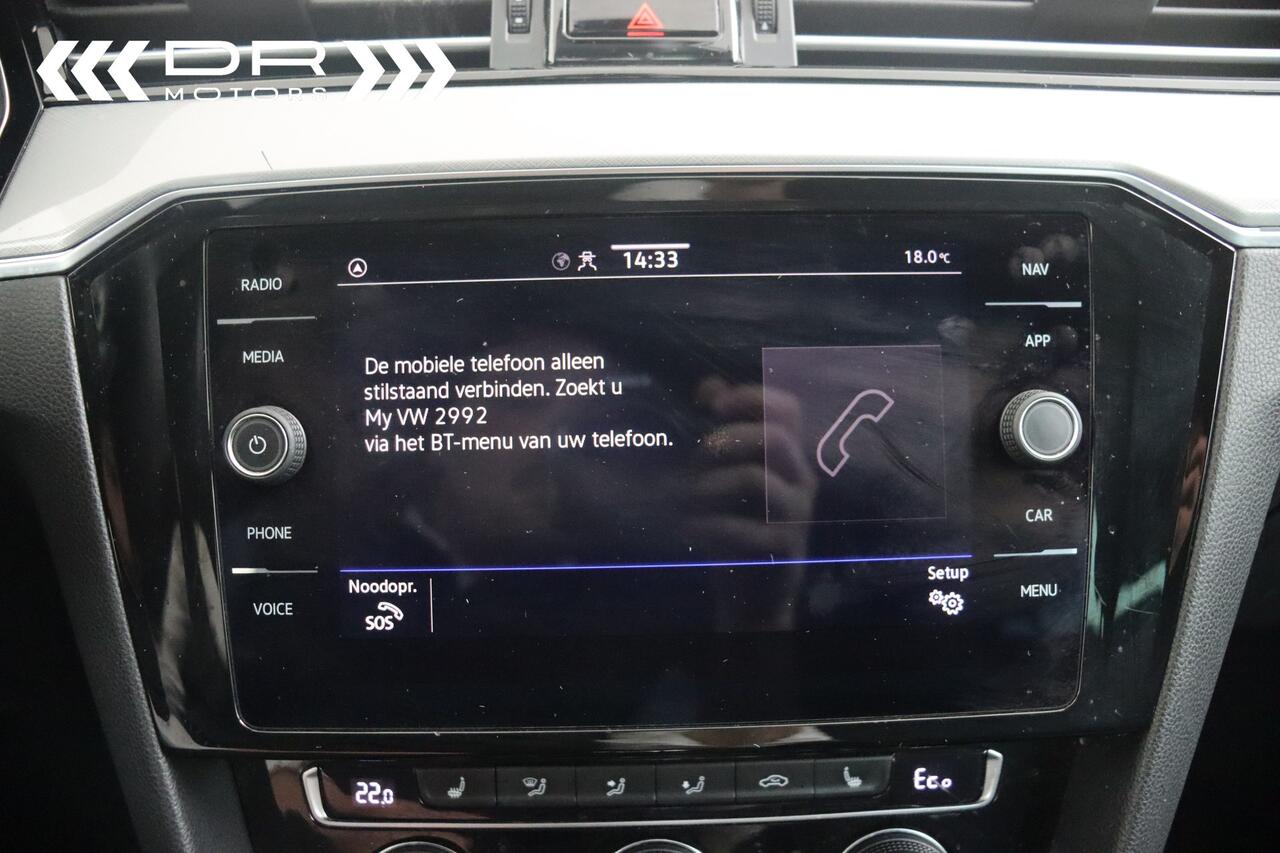 DR
MOTORS
RADIO
MEDIA
PHONE
VOICE
14:33
18.0°C
De mobiele telefoon alleen
stilstaand verbinden. Zoekt u
My VW 2992
via het BT-menu van uw telefoon.
Noodopr.
SOS
Setup
NAV
APP
CAR
MENU
22.0
Eco